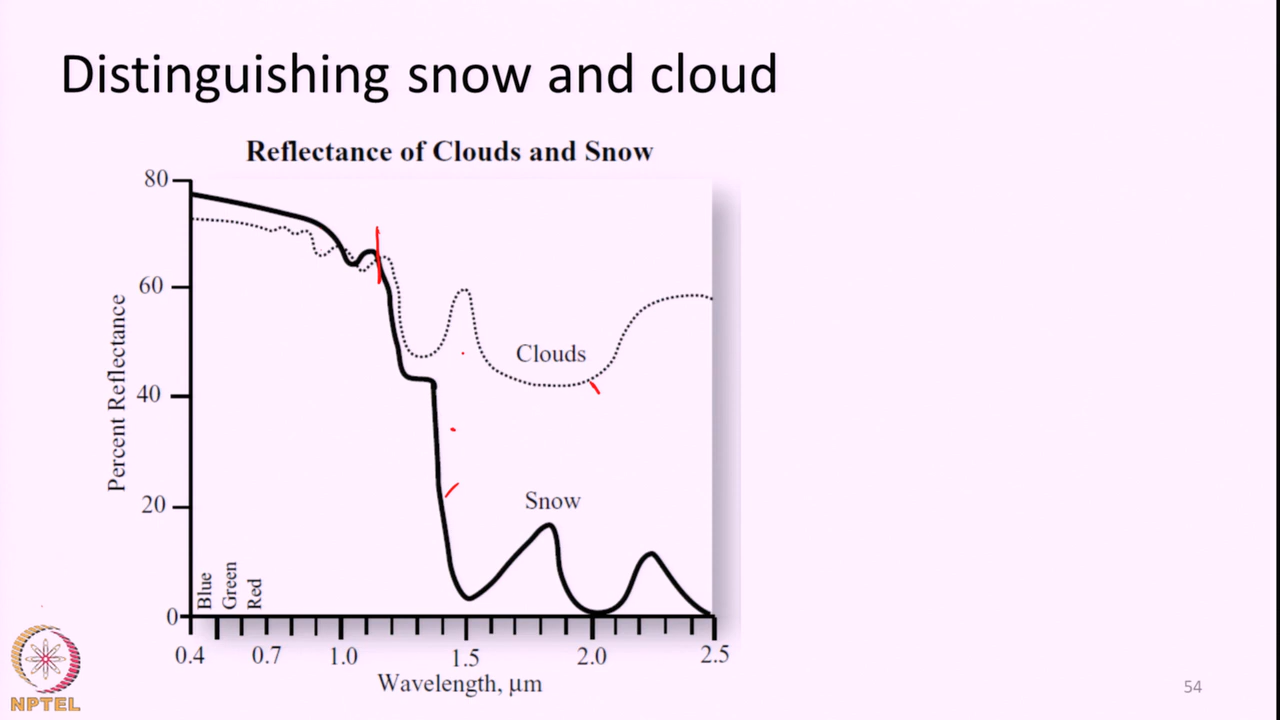 Distinguishing snow and cloud
Reflectance of Clouds and Snow
80
60
40
20
0
Percent Reflectance
Clouds
Snow
Blue
Green
Red
0.4 0.7 1.0 1.5 2.0 2.5
Wavelength, μm
NPTEL
54